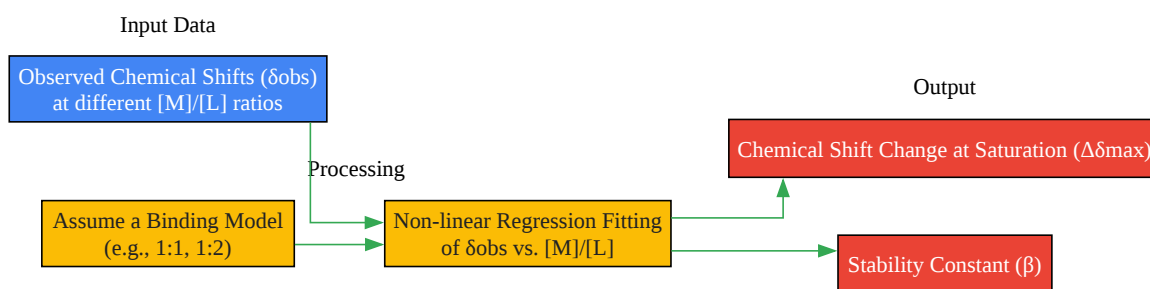 Input Data
Observed Chemical Shifts (δobs)
at different [M]/[L] ratios
Processing
Assume a Binding Model
(e.g., 1:1, 1:2)
Non-linear Regression Fitting
of δobs vs. [M]/[L]
Output
Chemical Shift Change at Saturation (Δδmax)
Stability Constant (β)